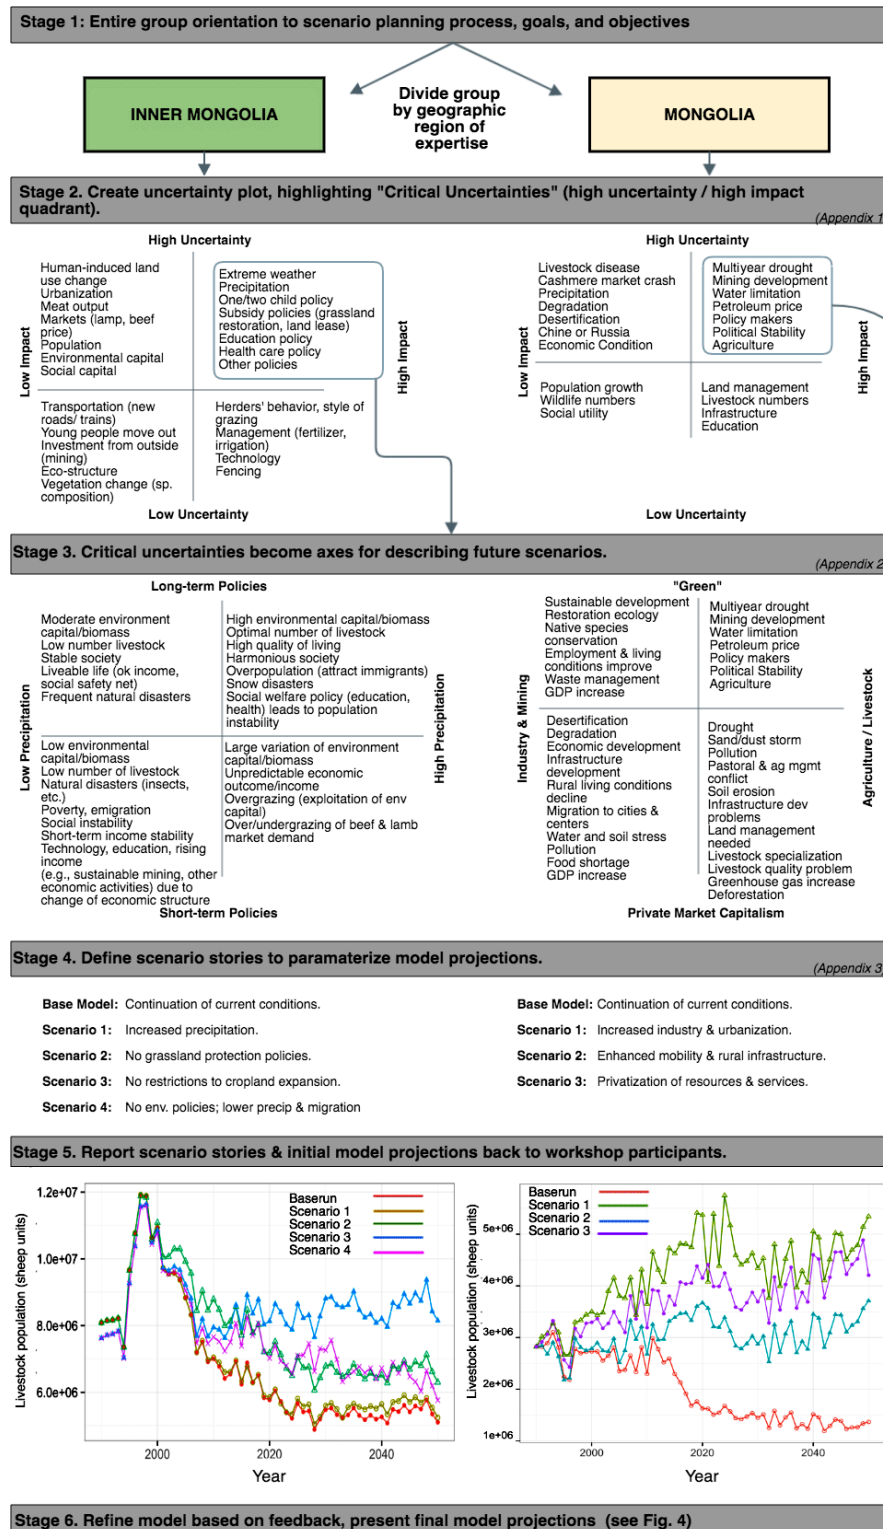 Stage 1: Entire group orientation to scenario planning process, goals, and objectives
INNER MONGOLIA
Divide group
by geographic
region of
expertise
MONGOLIA
Stage 2. Create uncertainty plot, highlighting "Critical Uncertainties" (high uncertainty / high impact
quadrant).
(Appendix 1
High Uncertainty
Low Impact
Human-induced land
use change
Urbanization
Meat output
Markets (lamp, beef
price)
Population
Environmental capital
Social capital
Extreme weather
Precipitation
One/two child policy
Subsidy policies (grassland
restoration, land lease)
Education policy
Health care policy
Other policies
High Impact
Transportation (new
roads/ trains)
Young people move out
Investment from outside
(mining)
Eco-structure
Vegetation change (sp.
composition)
Herders' behavior, style of
grazing
Management (fertilizer,
irrigation)
Technology
Fencing
Low Uncertainty
High Uncertainty
Low Impact
Livestock disease
Cashmere market crash
Precipitation
Degradation
Desertification
Chine or Russia
Economic Condition
Multiyear drought
Mining development
Water limitation
Petroleum price
Policy makers
Political Stability
Agriculture
High Impact
Population growth
Wildlife numbers
Social utility
Land management
Livestock numbers
Infrastructure
Education
Low Uncertainty
Stage 3. Critical uncertainties become axes for describing future scenarios.
(Appendix 2
Long-term Policies
Low Precipitation
Moderate environment
capital/biomass
Low number livestock
Stable society
Liveable life (ok income,
social safety net)
Frequent natural disasters
High environmental capital/biomass
Optimal number of livestock
High quality of living
Harmonious society
Overpopulation (attract immigrants)
Snow disasters
Social welfare policy (education,
health) leads to population
instability
High Precipitation
Low environmental
capital/biomass
Low number of livestock
Natural disasters (insects,
etc.)
Poverty, emigration
Social instability
Short-term income stability
Technology, education, rising
income
(e.g., sustainable mining, other
economic activities) due to
change of economic structure
Large variation of environment
capital/biomass
Unpredictable economic
outcome/income
Overgrazing (exploitation of env
capital)
Over/undergrazing of beef & lamb
market demand
Short-term Policies
"Green"
Industry & Mining
Sustainable development
Restoration ecology
Native species
conservation
Employment & living
conditions improve
Waste management
GDP increase
Multiyear drought
Mining development
Water limitation
Petroleum price
Policy makers
Political Stability
Agriculture
Agriculture / Livestock
Desertification
Degradation
Economic development
Infrastructure
development
Rural living conditions
decline
Migration to cities &
centers
Water and soil stress
Pollution
Food shortage
GDP increase
Drought
Sand/dust storm
Pollution
Pastoral & ag mgmt
conflict
Soil erosion
Infrastructure dev
problems
Land management
needed
Livestock specialization
Livestock quality problem
Greenhouse gas increase
Deforestation
Private Market Capitalism
Stage 4. Define scenario stories to paramaterize model projections.
(Appendix 3)
Base Model: Continuation of current conditions.
Scenario 1: Increased precipitation.
Scenario 2: No grassland protection policies.
Scenario 3: No restrictions to cropland expansion.
Scenario 4: No env. policies; lower precip & migration
Base Model: Continuation of current conditions.
Scenario 1: Increased industry & urbanization.
Scenario 2: Enhanced mobility & rural infrastructure.
Scenario 3: Privatization of resources & services.
Stage 5. Report scenario stories & initial model projections back to workshop participants.
Livestock population (sheep units)
1.2e+07
1.0e+07
8.0e+06
6.0e+06
Baserun
Scenario 1
Scenario 2
Scenario 3
Scenario 4
2000
2020
2040
Year
Livestock population (sheep units)
5e+06
4e+06
3e+06
2e+06
1e+06
Baserun
Scenario 1
Scenario 2
Scenario 3
2000
2020
2040
Year
Stage 6. Refine model based on feedback, present final model projections (see Fig. 4)